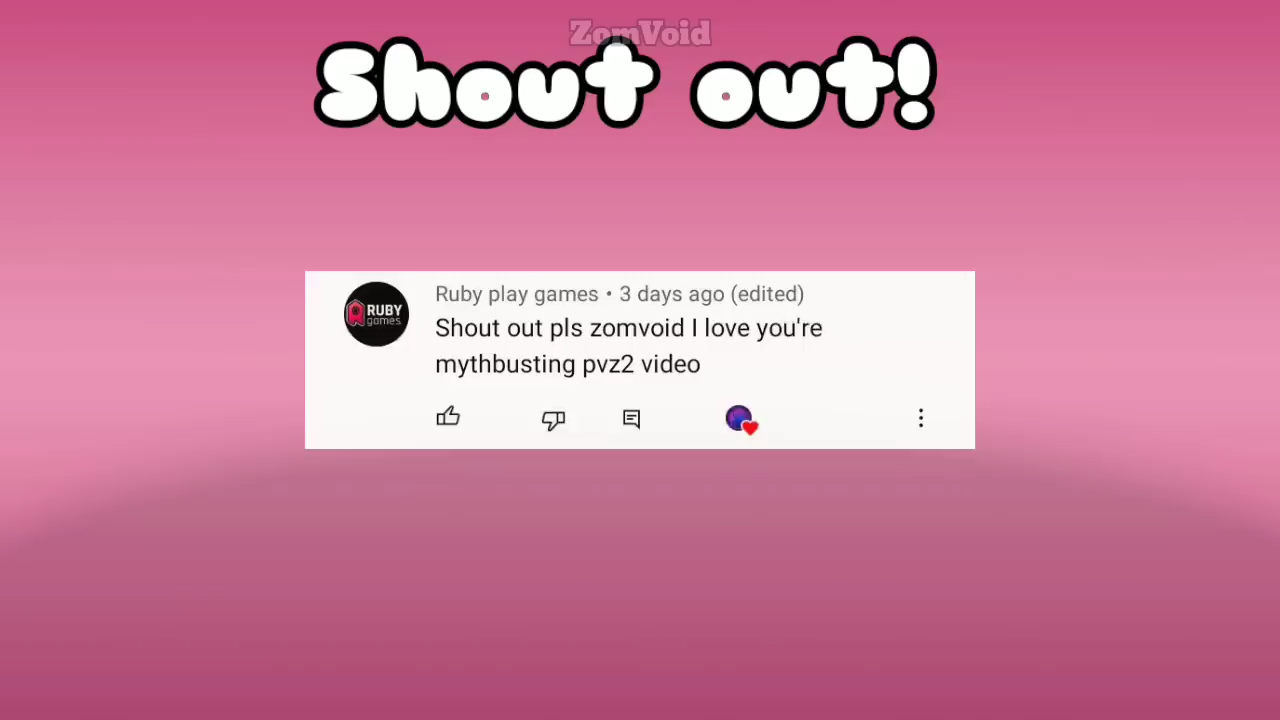 ZomVoid
Shout out!
Ruby play games • 3 days ago (edited)
RUBY
games
Shout out pls zomvoid I love you're
mythbusting pvz2 video